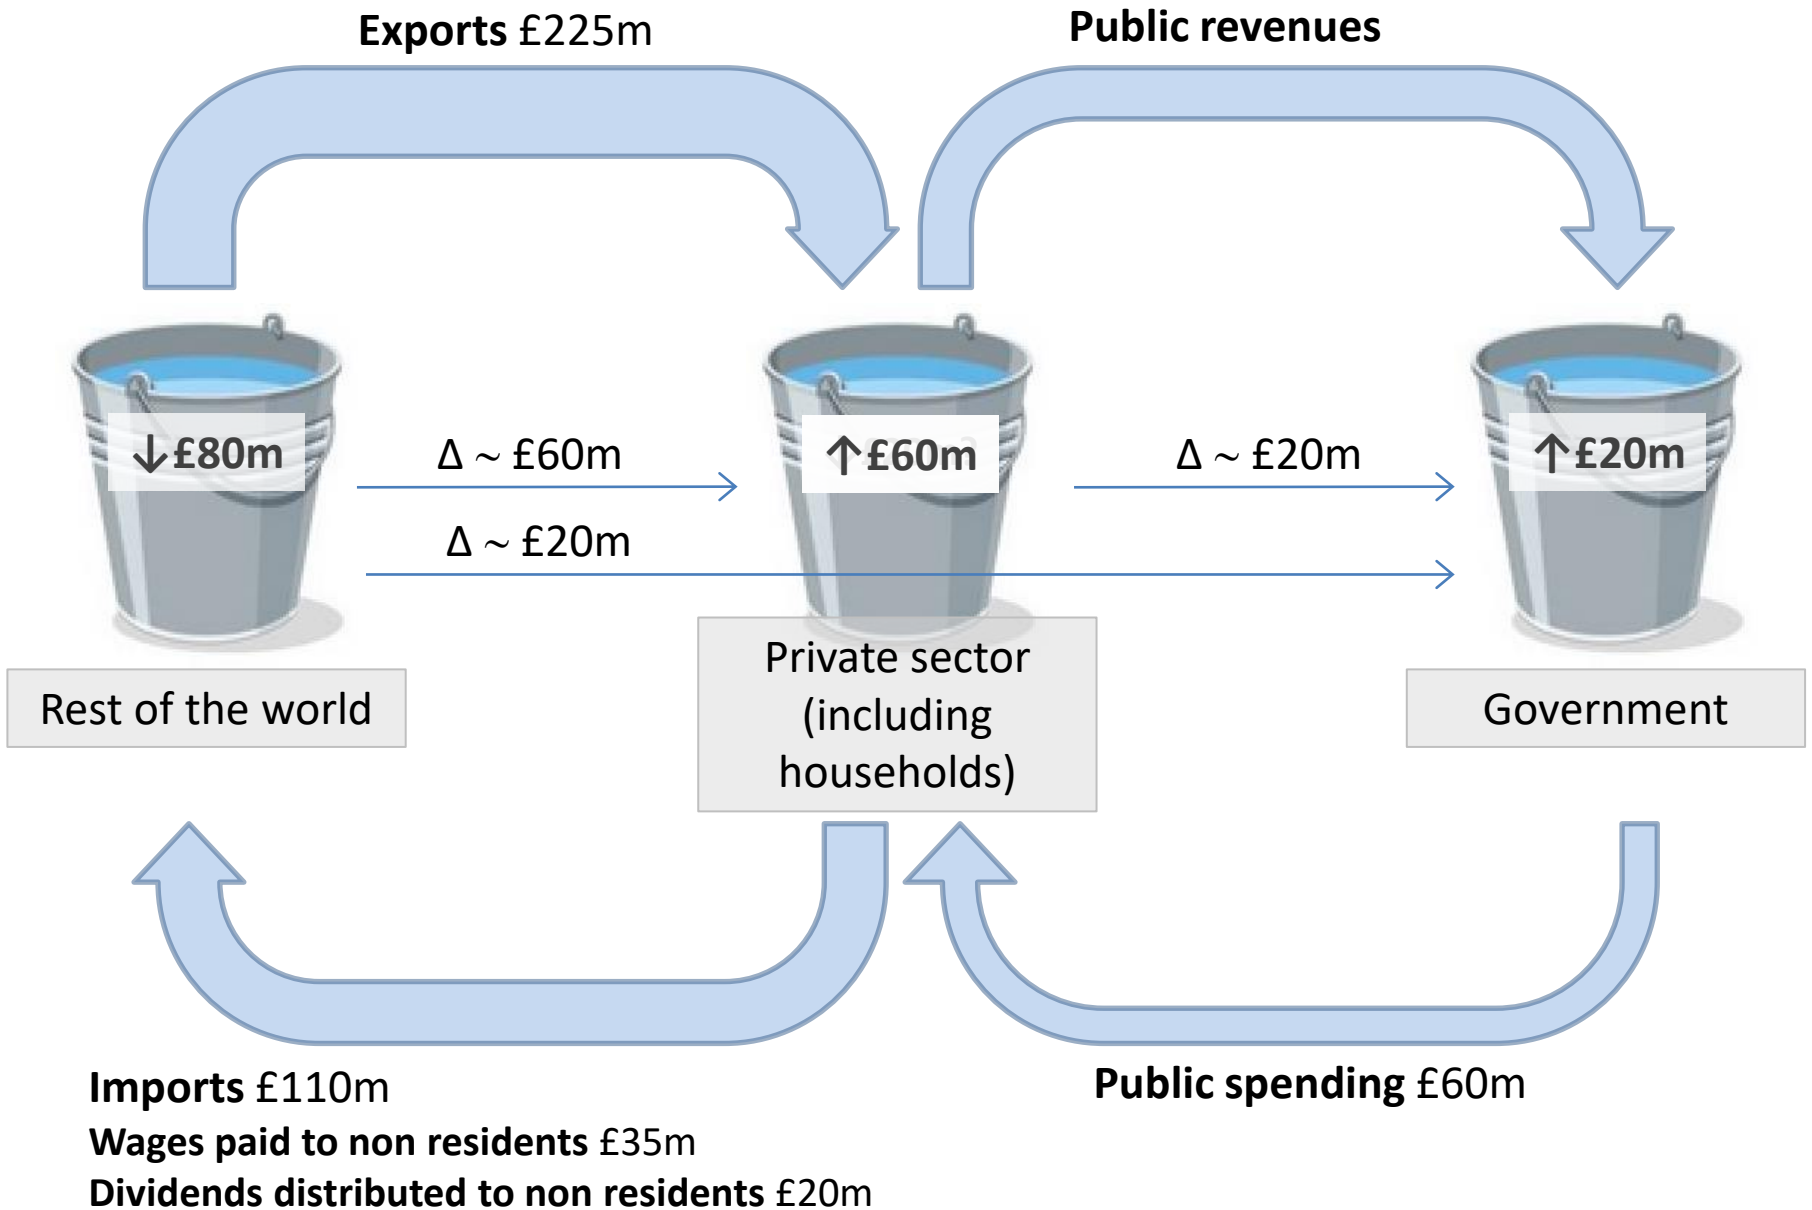 Exports £225m
Public revenues
↓£80m
Δ ~ £60m
↑£60m
Δ ~ £20m
↑£20m
Δ ~ £20m
Rest of the world
Private sector
(including
households)
Government
Imports £110m
Wages paid to non residents £35m
Dividends distributed to non residents £20m
Public spending £60m